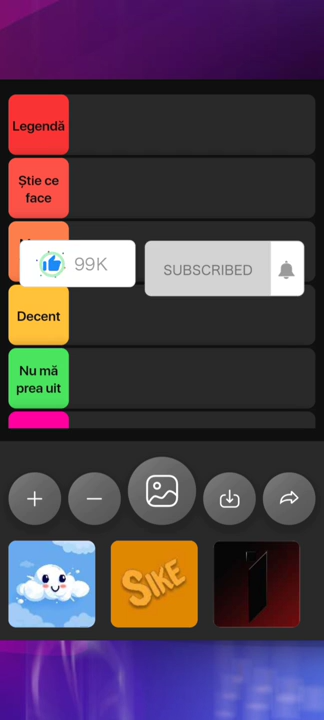 Legendă
Știe ce
face
99K
SUBSCRIBED
Decent
Nu mă
prea uit
SIKE